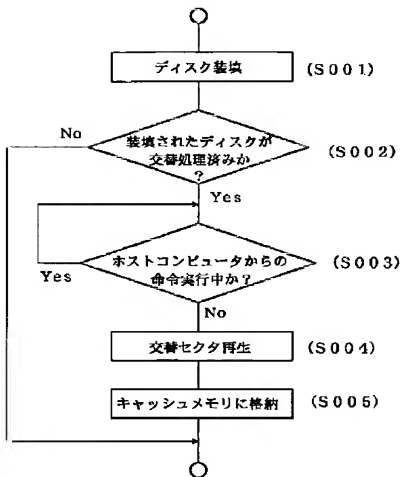 ディスク装填
(S001)
No
装填されたディスクが
交替処理済みか
?
(S002)
Yes
ホストコンピュータからの
命令実行中か?
(S003)
Yes
No
交替セクタ再生
(S004)
キャッシュメモリに格納
(S005)